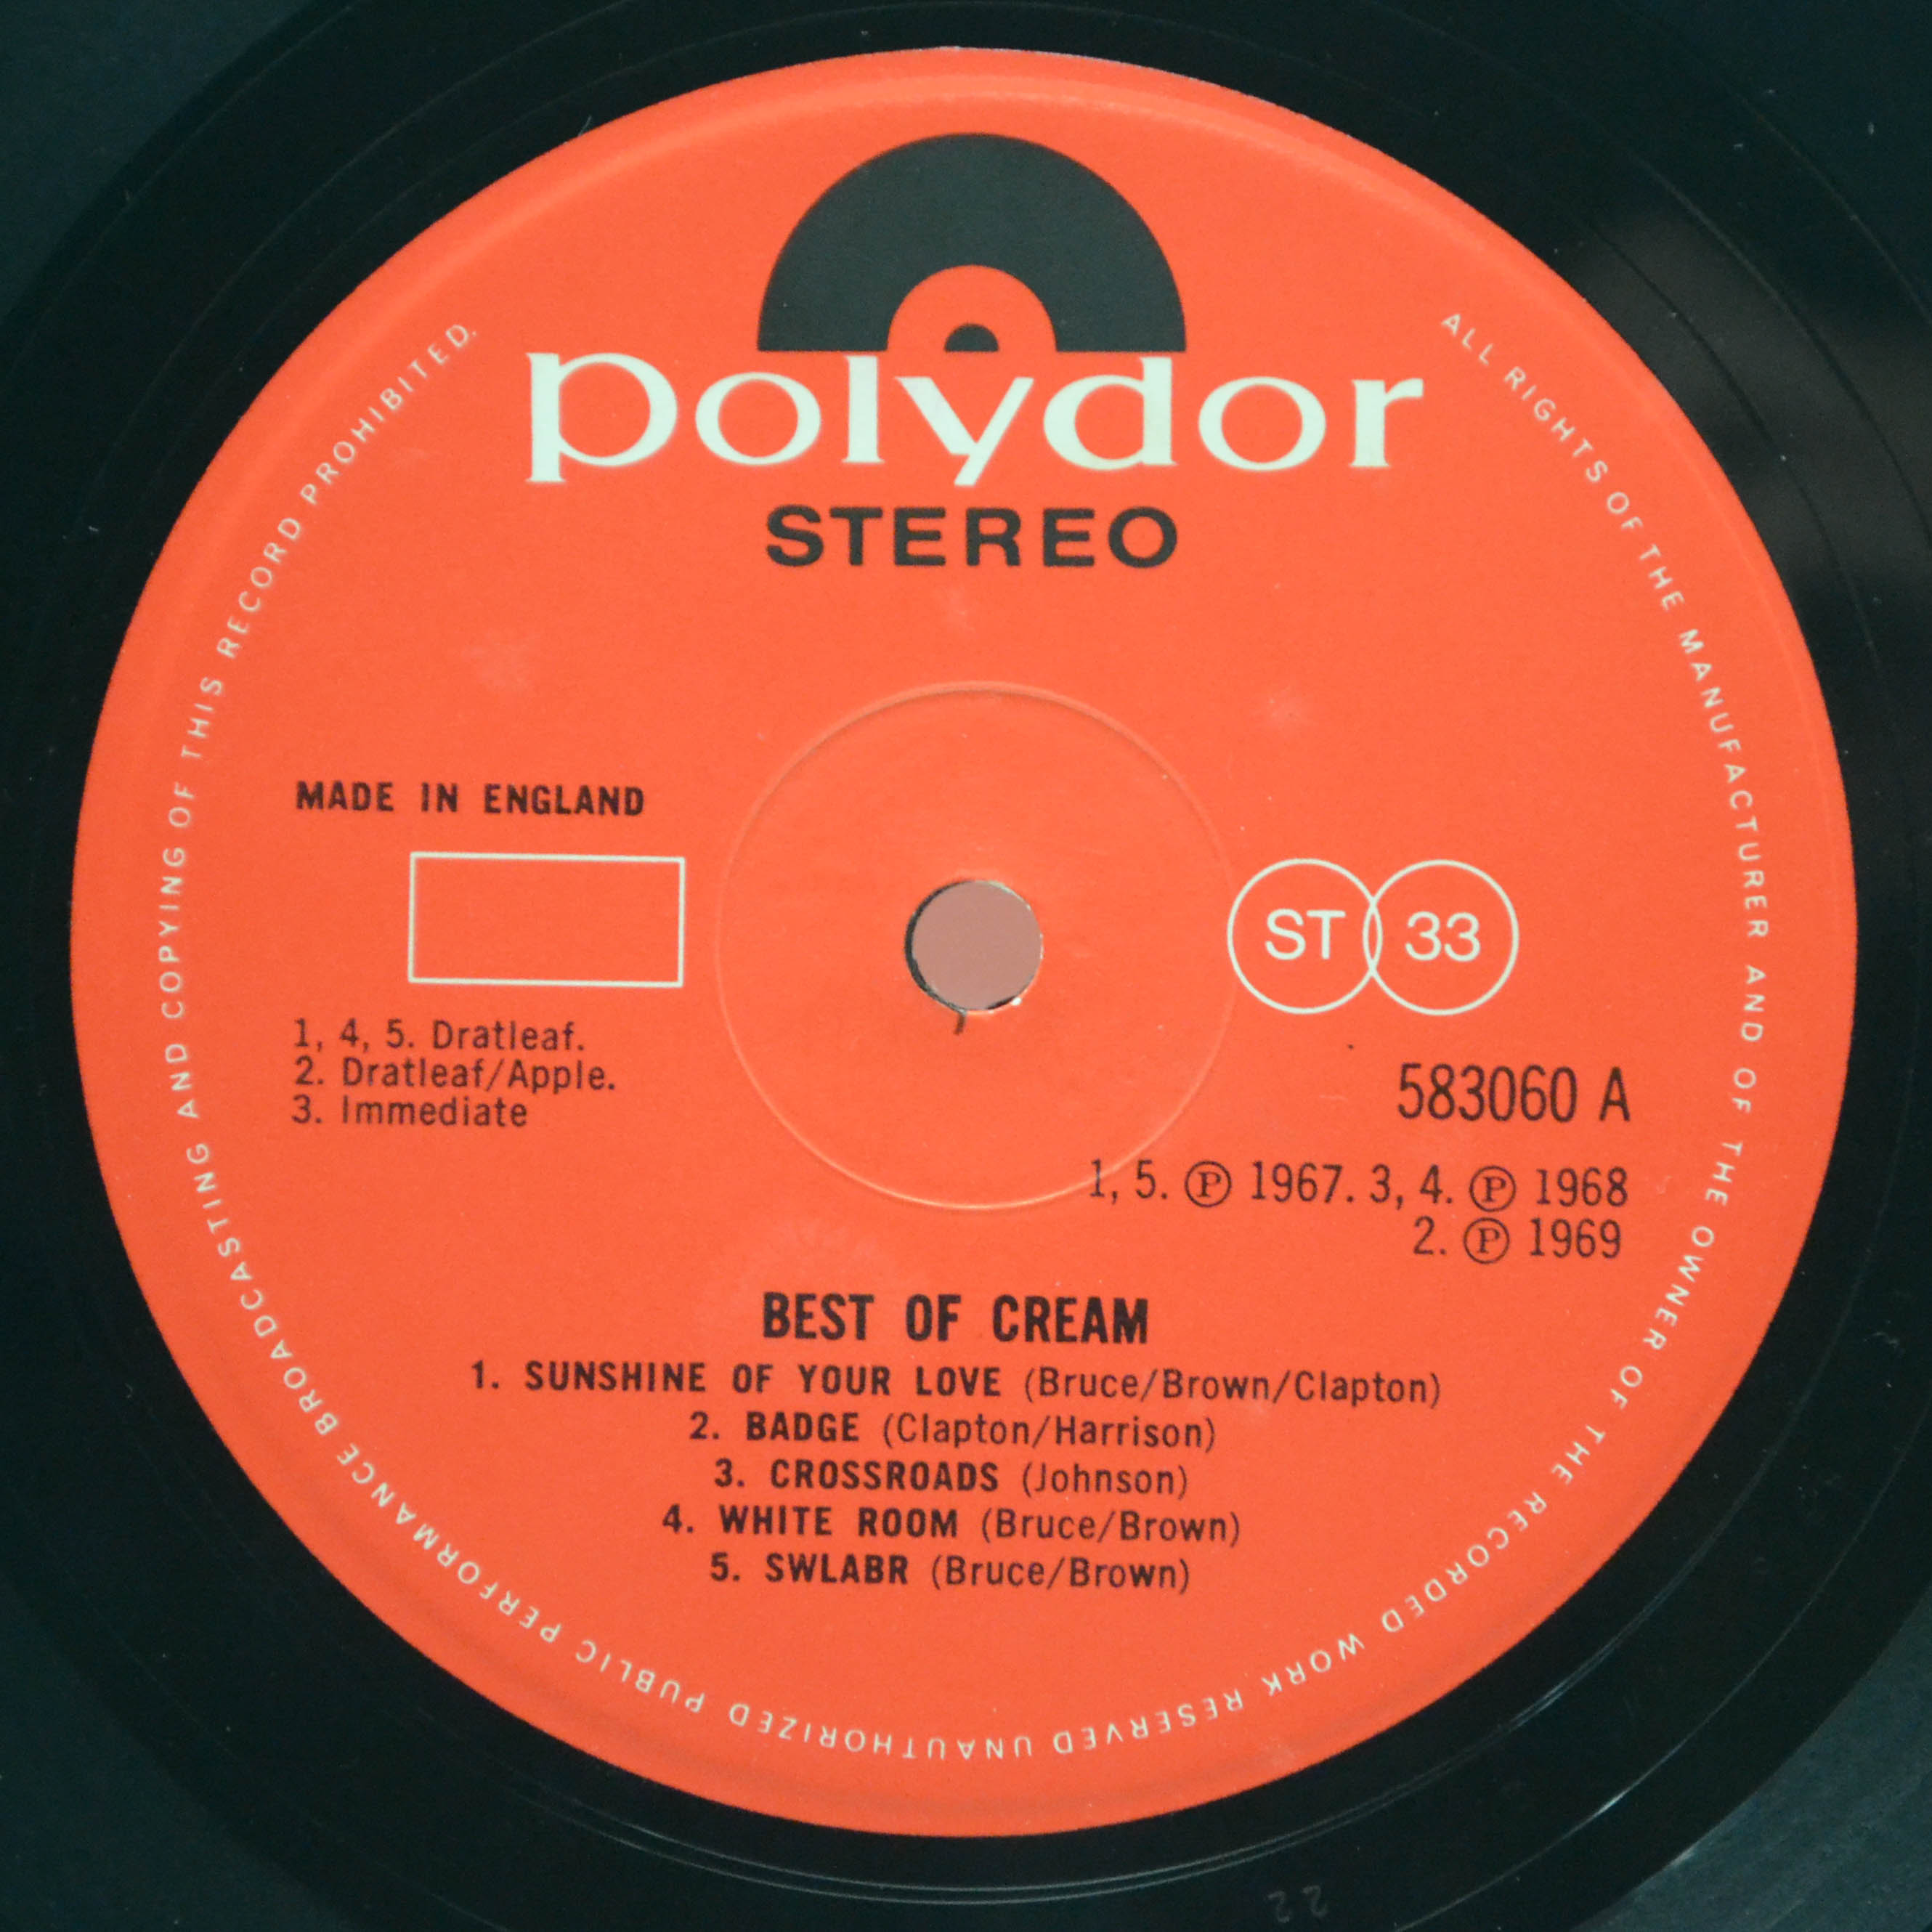 polydor
STEREO
MADE IN ENGLAND
ST 33
1, 4, 5. Dratleaf.
2. Dratleaf/Apple.
3. Immediate
583060 A
1, 5. Ⓟ 1967. 3, 4. Ⓟ 1968
2. Ⓟ 1969
BEST OF CREAM
1. SUNSHINE OF YOUR LOVE (Bruce/Brown/Clapton)
2. BADGE (Clapton/Harrison)
3. CROSSROADS (Johnson)
4. WHITE ROOM (Bruce/Brown)
5. SWLABR (Bruce/Brown)
ALL RIGHTS OF THE MANUFACTURER AND OF THE OWNER OF THE RECORDED WORK RESERVED UNAUTHORIZED PUBLIC PERFORMANCE BROADCASTING AND COPYING OF THIS RECORD PROHIBITED.
22